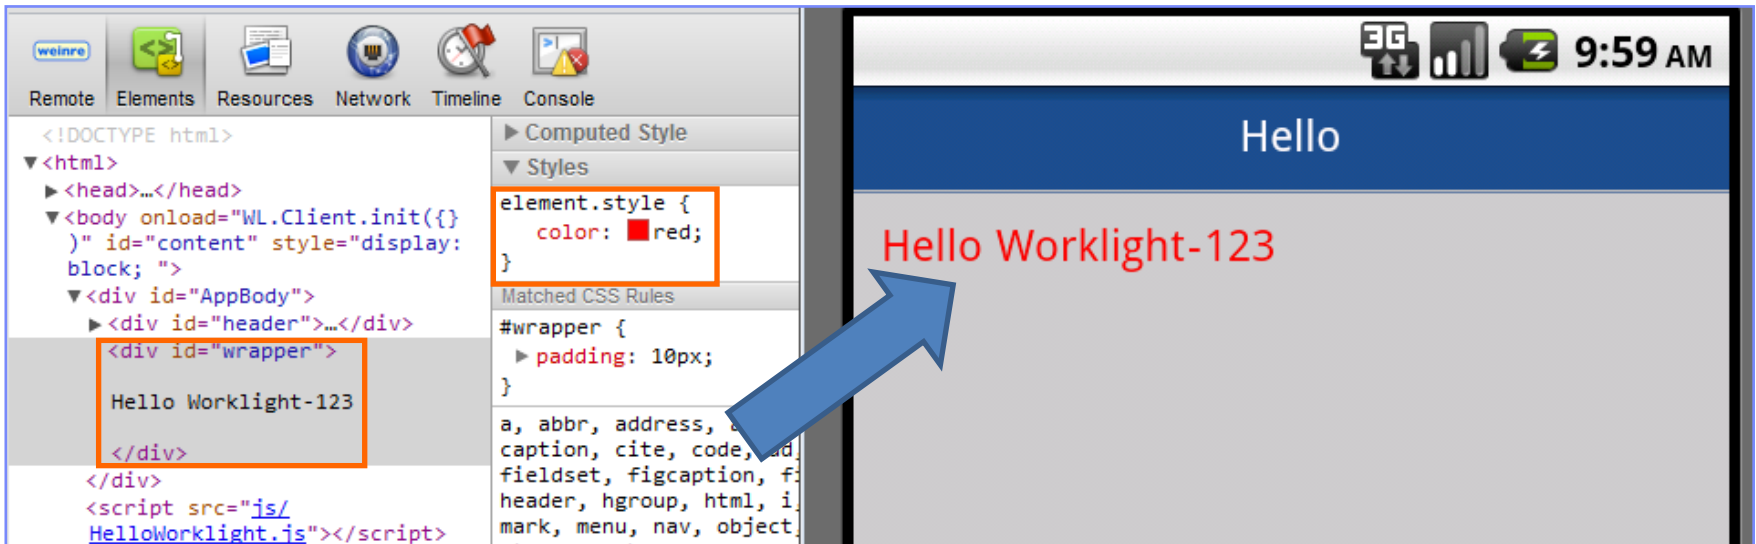 weinre
Remote Elements Resources Network Timeline Console
<!DOCTYPE html>
▼<html>
▶<head>…</head>
▼<body onload="WL.Client.init({}
)" id="content" style="display:
block; ">
▼<div id="AppBody">
▶<div id="header">…</div>
<div id="wrapper">
Hello Worklight-123
</div>
</div>
<script src="js/
HelloWorklight.js"></script>
▶ Computed Style
▼ Styles
element.style {
color: red;
}
Matched CSS Rules
#wrapper {
▶ padding: 10px;
}
a, abbr, address,
caption, cite, code,
fieldset, figcaption,
header, hgroup, html, i,
mark, menu, nav, object,
3G
9:59 AM
Hello
Hello Worklight-123